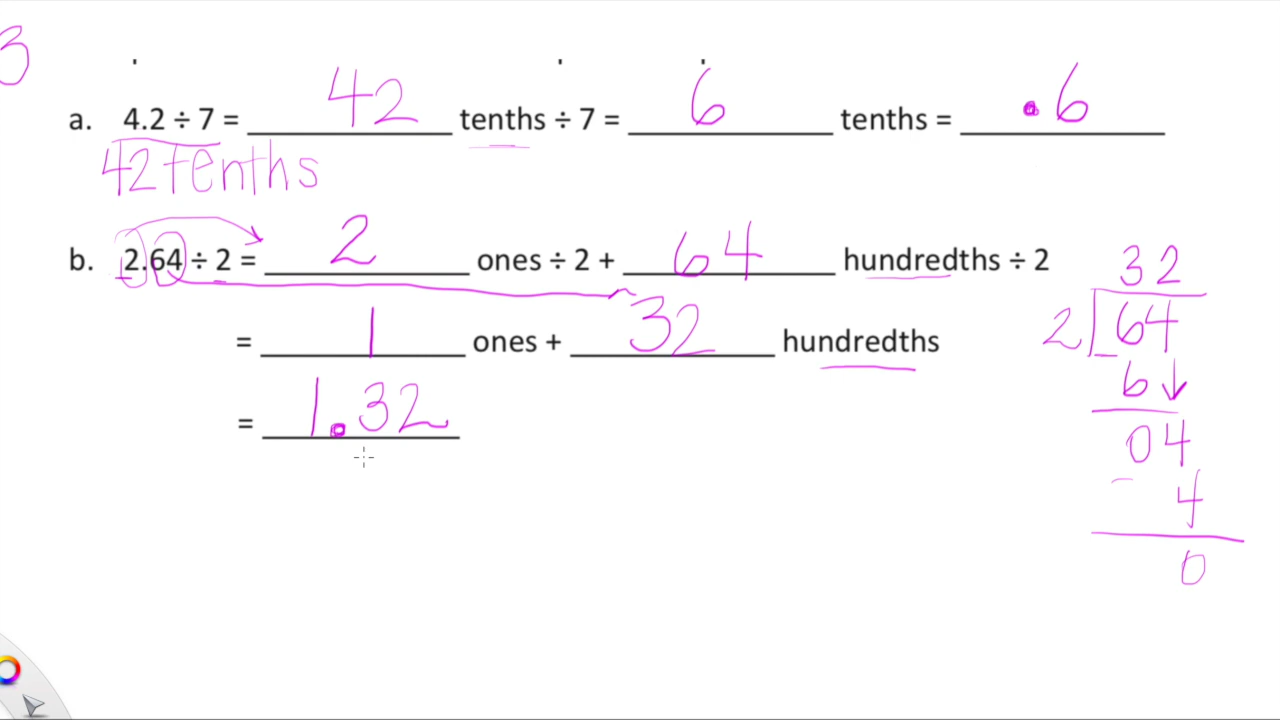 3
a. 4.2 ÷ 7 = 42 tenths ÷ 7 = 6 tenths = .6
42 tenths
b. 2.64 ÷ 2 = 2 ones ÷ 2 + 64 hundredths ÷ 2
= 1 ones + 32 hundredths
= 1.32
32
2 64
6
04
- 4
0